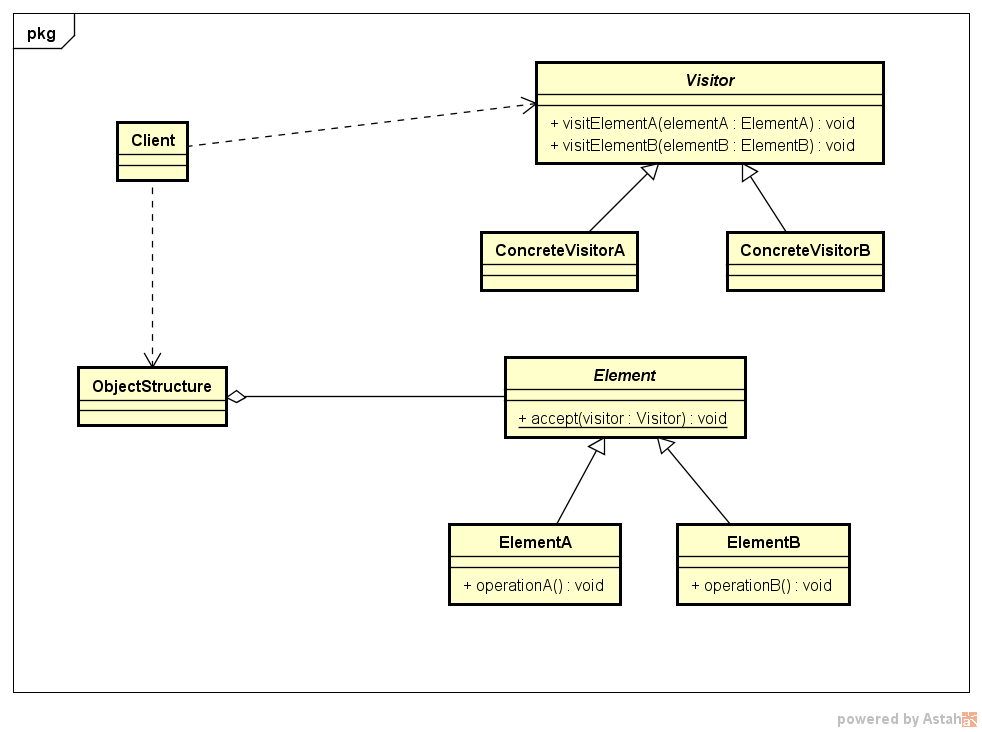 pkg
Visitor
+ visitElementA(elementA : ElementA) : void
+ visitElementB(elementB : ElementB) : void
Client
ConcreteVisitorA
ConcreteVisitorB
ObjectStructure
Element
+ accept(visitor : Visitor) : void
ElementA
+ operationA() : void
ElementB
+ operationB() : void
powered by Astah